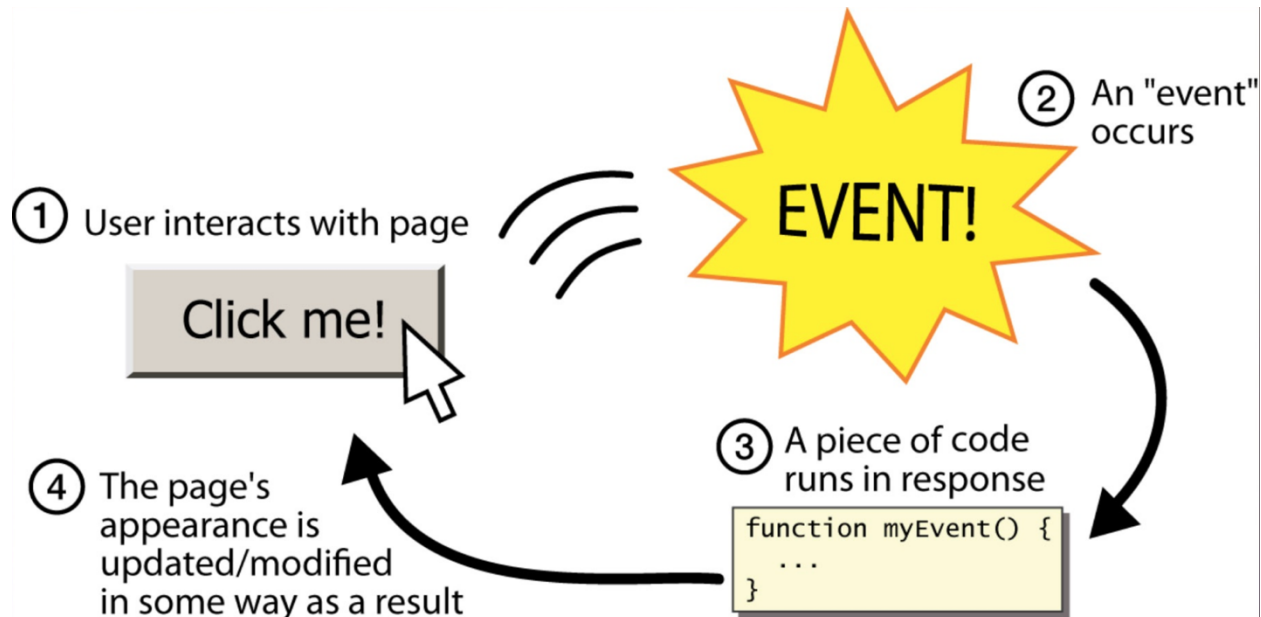 1 User interacts with page
Click me!
EVENT!
2 An "event"
occurs
3 A piece of code
runs in response
function myEvent() {
...
}
4 The page's
appearance is
updated/modified
in some way as a result